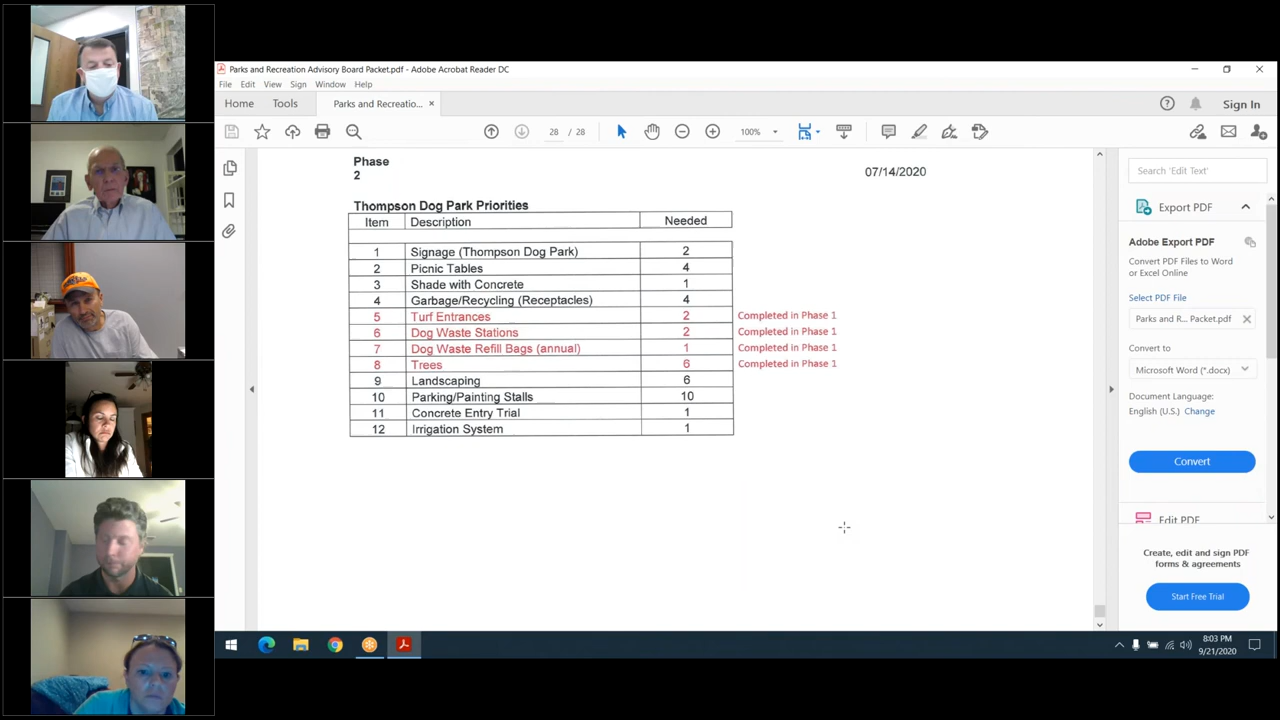 Parks and Recreation Advisory Board Packet.pdf - Adobe Acrobat Reader DC
File Edit View Sign Window Help
Home Tools Parks and Recreatio... × Sign In
28 / 28 100%
Phase
2
07/14/2020
Thompson Dog Park Priorities
Item Description Needed
1 Signage (Thompson Dog Park) 2
2 Picnic Tables 4
3 Shade with Concrete 1
4 Garbage/Recycling (Receptacles) 4
5 Turf Entrances 2 Completed in Phase 1
6 Dog Waste Stations 2 Completed in Phase 1
7 Dog Waste Refill Bags (annual) 1 Completed in Phase 1
8 Trees 6 Completed in Phase 1
9 Landscaping 6
10 Parking/Painting Stalls 10
11 Concrete Entry Trial 1
12 Irrigation System 1
Search 'Edit Text'
Export PDF
Adobe Export PDF
Convert PDF Files to Word
or Excel Online
Select PDF File
Parks and R... Packet.pdf
Convert to
Microsoft Word (*.docx)
Document Language:
English (U.S.) Change
Convert
Edit PDF
Create, edit and sign PDF
forms & agreements
Start Free Trial
8:03 PM
9/21/2020